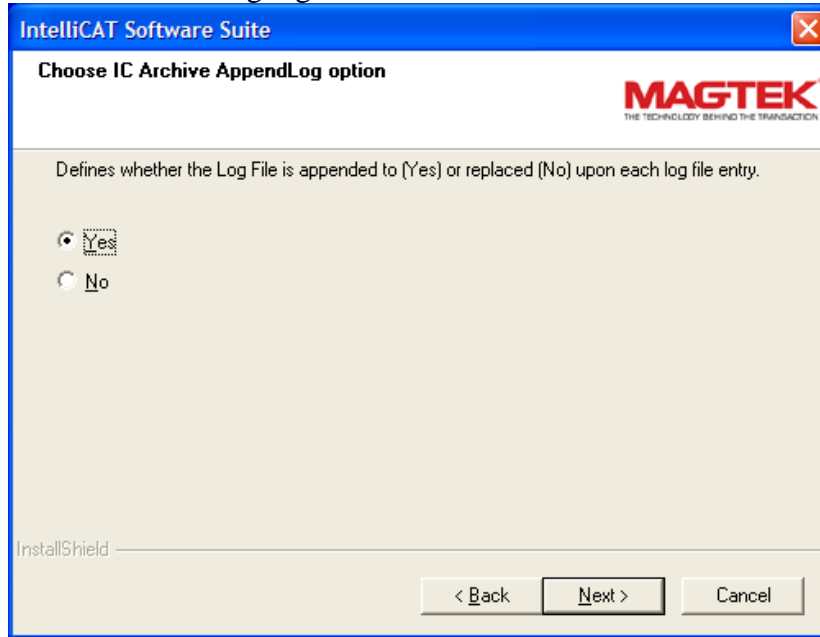 IntelliCAT Software Suite
Choose IC Archive AppendLog option
MAGTEK
THE TECHNOLOGY BEHIND THE TRANSACTION
Defines whether the Log File is appended to (Yes) or replaced (No) upon each log file entry.
Yes
No
InstallShield
< Back Next > Cancel